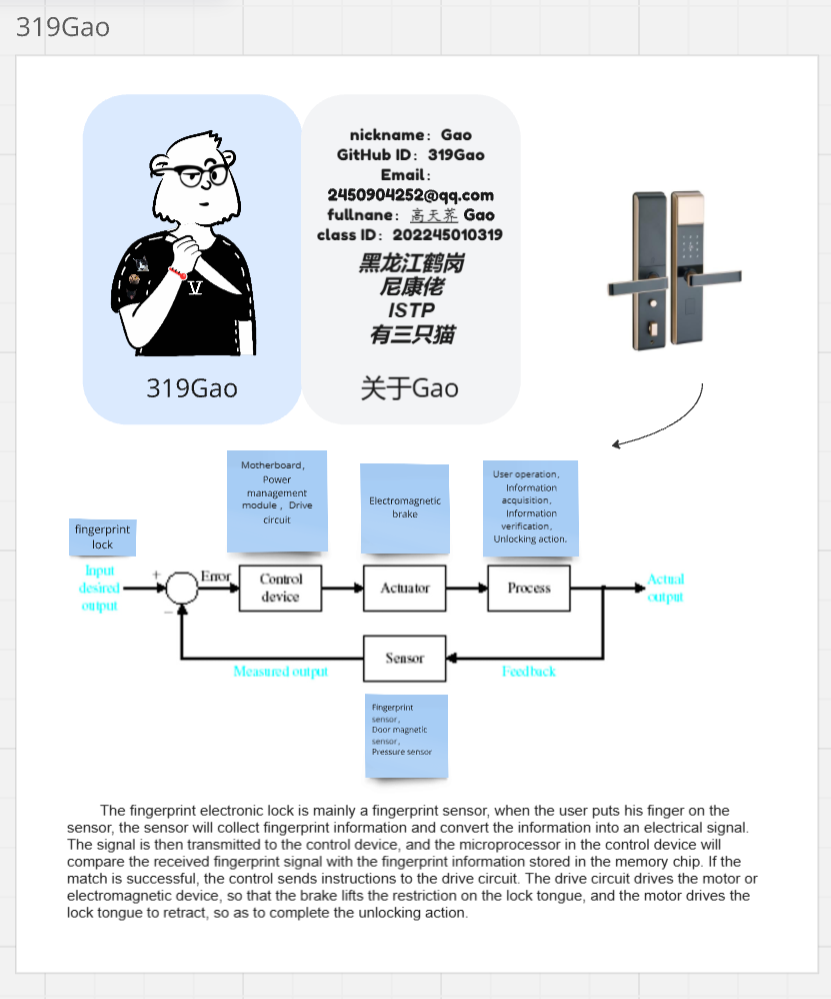 319Gao
nickname：Gao
GitHub ID：319Gao
Email：
2450904252@qq.com
fullnane：高天荞 Gao
class ID：202245010319
黑龙江鹤岗
尼康佬
ISTP
有三只猫
319Gao
关于Gao
V
Motherboard,
Power
management
module，Drive
circuit
Electromagnetic
brake
User operation,
Information
acquisition,
Information
verification,
Unlocking action.
fingerprint
lock
Input
desired
output
+
Error
−
Control
device
Actuator
Process
Actual
output
Sensor
Measured output
Feedback
Fingerprint
sensor,
Door magnetic
sensor,
Pressure sensor
The fingerprint electronic lock is mainly a fingerprint sensor, when the user puts his finger on the
sensor, the sensor will collect fingerprint information and convert the information into an electrical signal.
The signal is then transmitted to the control device, and the microprocessor in the control device will
compare the received fingerprint signal with the fingerprint information stored in the memory chip. If the
match is successful, the control sends instructions to the drive circuit. The drive circuit drives the motor or
electromagnetic device, so that the brake lifts the restriction on the lock tongue, and the motor drives the
lock tongue to retract, so as to complete the unlocking action.